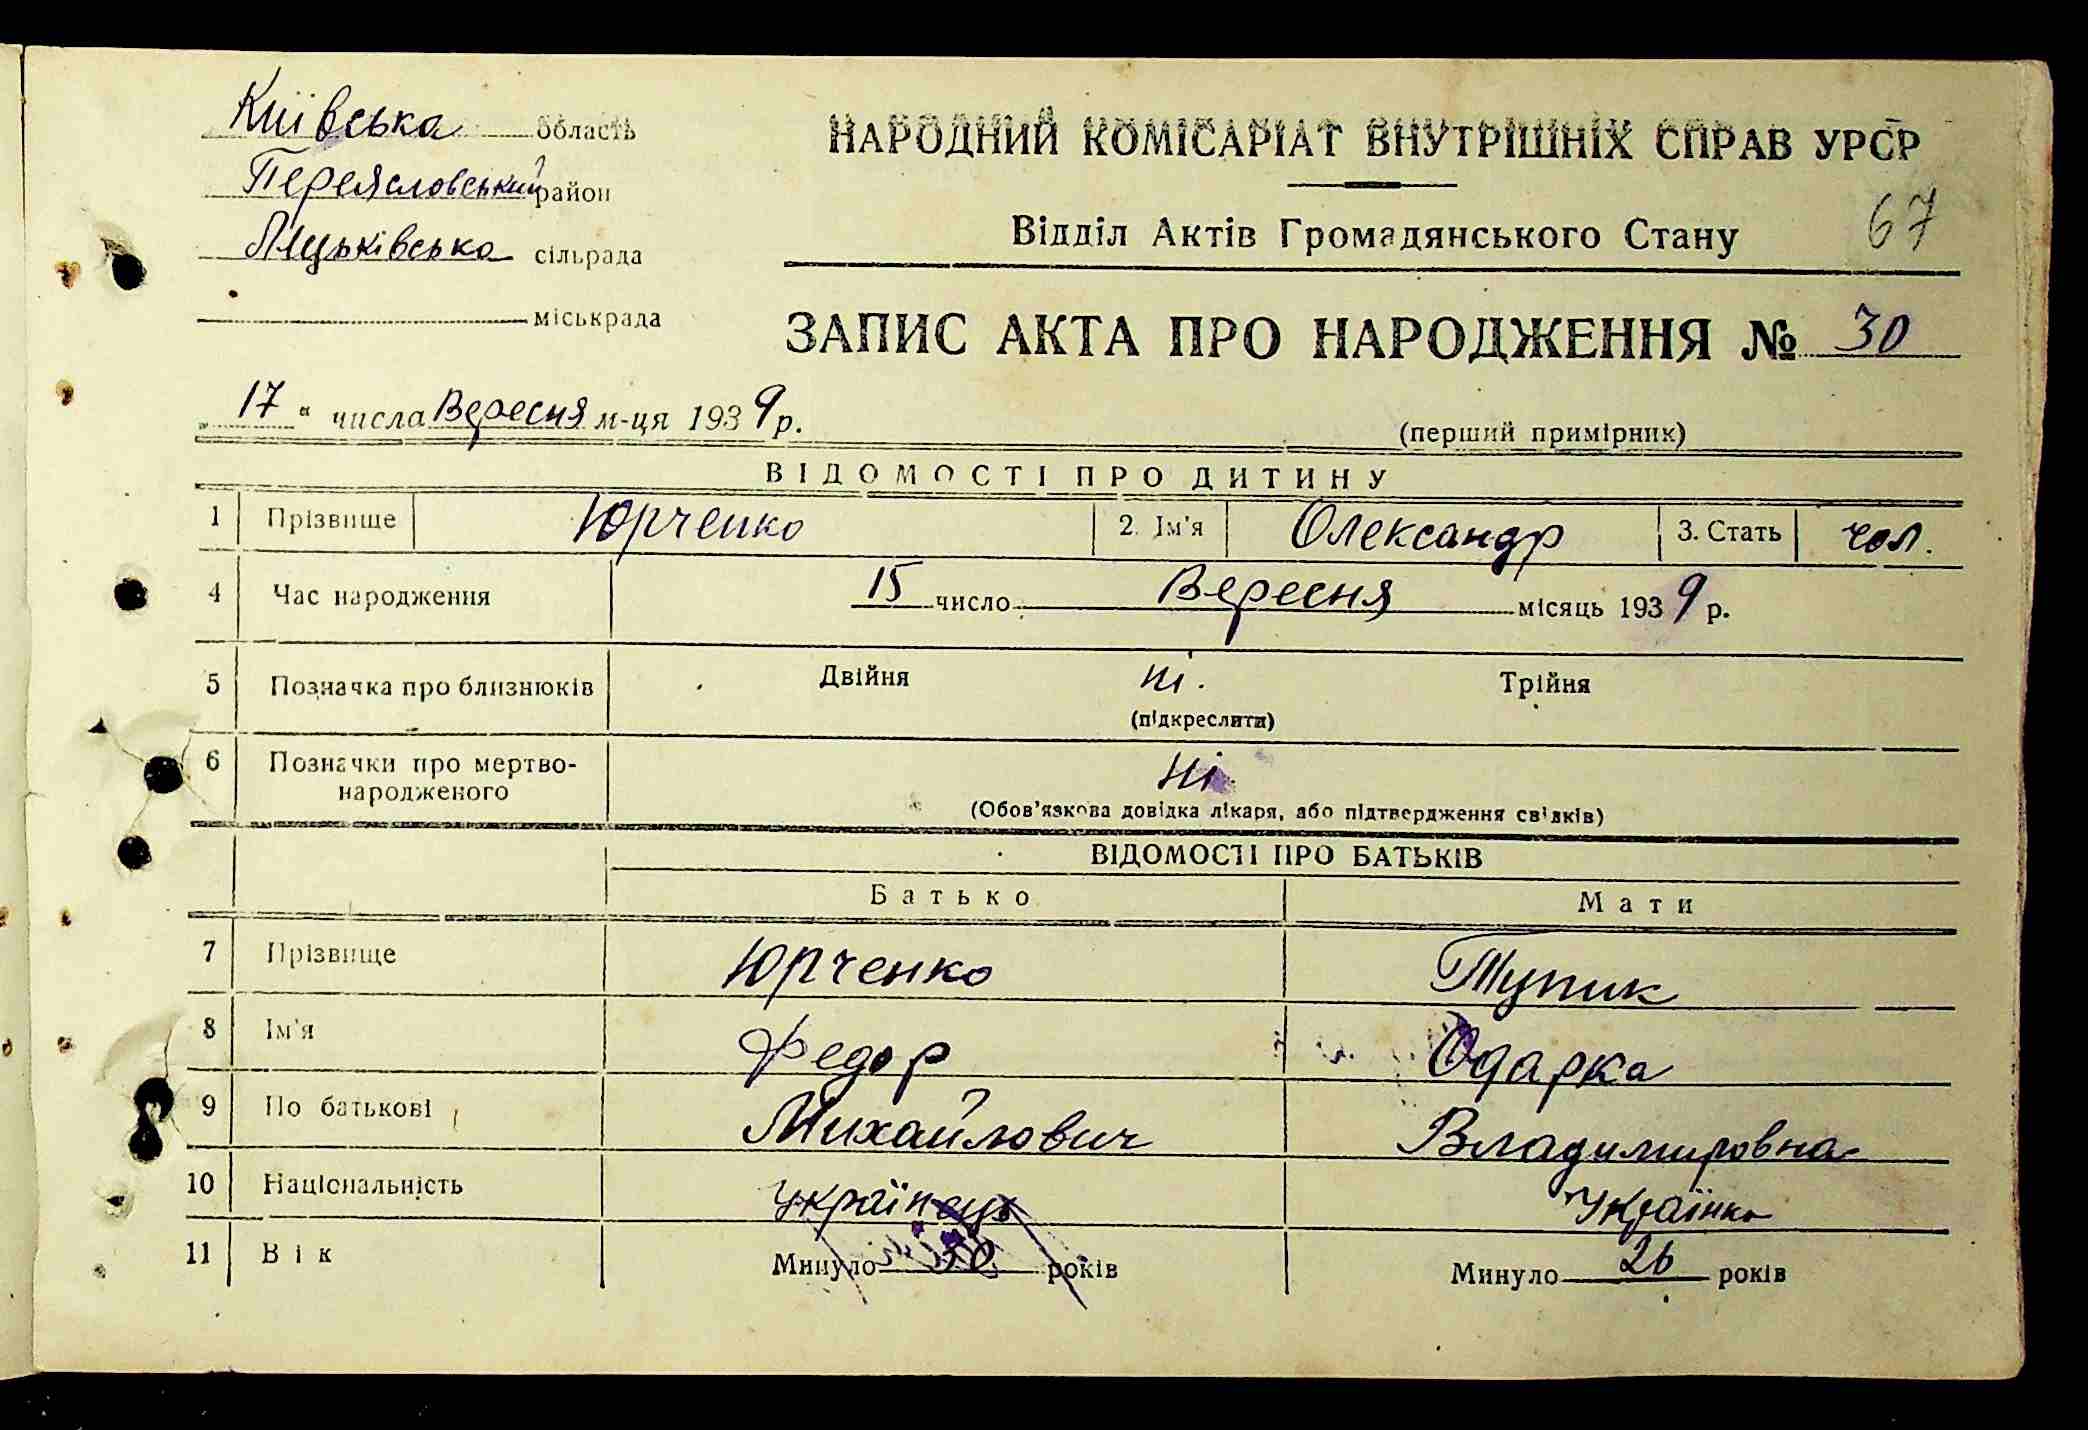 Київська область
Переясловський район
сільрада
міськрада
НАРОДНИЙ КОМІСАРІАТ ВНУТРІШНІХ СПРАВ УРСР
Відділ Актів Громадянського Стану
67
ЗАПИС АКТА ПРО НАРОДЖЕННЯ № 30
„17“ числа Вересня м-ця 1939 р.
(перший примірник)
ВІДОМОСТІ ПРО ДИТИНУ
1 Прізвище Юрченко 2. Ім'я Олександр 3. Стать чол.
4 Час народження 15 число Вересня місяць 1939 р.
5 Позначка про близнюків Двійня ні. Трійня
(підкреслити)
6 Позначки про мертво-
народженого ні
(Обов'язкова довідка лікаря, або підтвердження свідків)
ВІДОМОСТІ ПРО БАТЬКІВ
Батько Мати
7 Прізвище Юрченко Тупик
8 Ім'я Федор Одарка
9 По батькові Михайлович Владимировна
10 Національність українець Українка
11 Вік Минуло 30 років Минуло 26 років